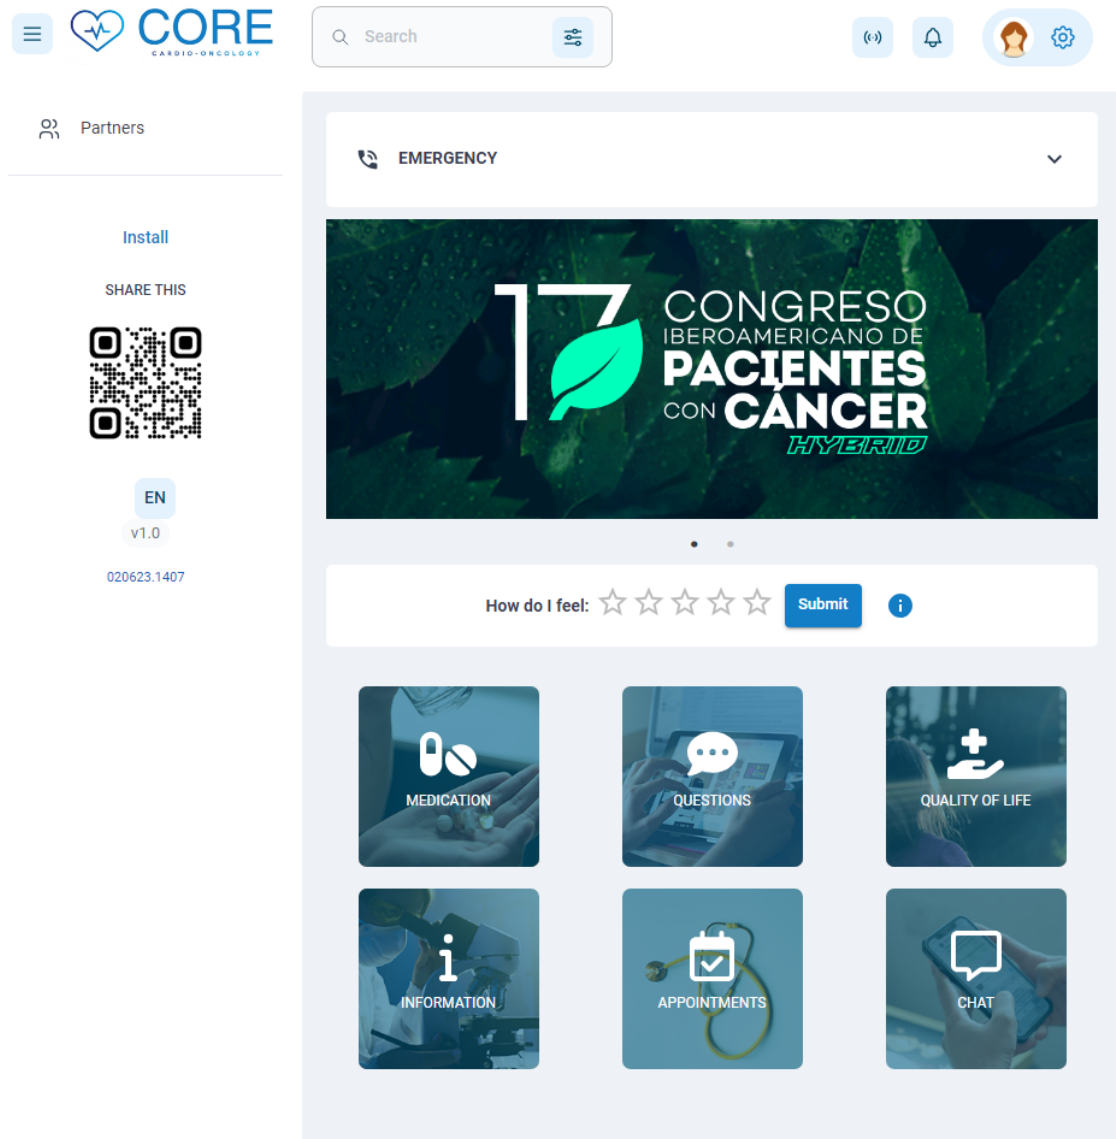 CORE
CARDIO-ONCOLOGY
Search
Partners
Install
SHARE THIS
EN
v1.0
020623.1407
EMERGENCY
17
CONGRESO
IBEROAMERICANO DE
PACIENTES
CON CÁNCER
HYBRID
How do I feel:
Submit
MEDICATION
QUESTIONS
QUALITY OF LIFE
INFORMATION
APPOINTMENTS
CHAT